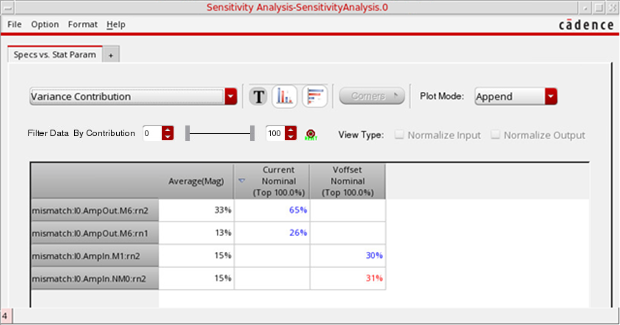 Sensitivity Analysis-SensitivityAnalysis.0
File Option Format Help cādence
Specs vs. Stat Param +
Variance Contribution T Corners Plot Mode: Append
Filter Data By Contribution 0 100 View Type: Normalize Input Normalize Output
Average(Mag) Current Nominal (Top 100.0%) Voffset Nominal (Top 100.0%)
mismatch:I0.AmpOut.M6:rn2 33% 65%
mismatch:I0.AmpOut.M6:rn1 13% 26%
mismatch:I0.AmpIn.M1:rn2 15% 30%
mismatch:I0.AmpIn.NM0:rn2 15% 31%
4